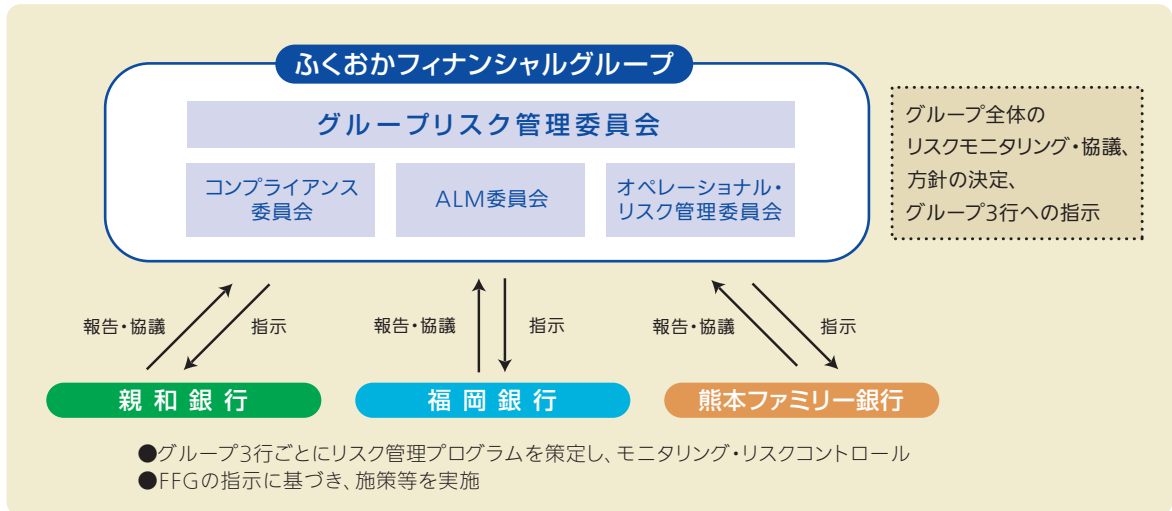 ふくおかフィナンシャルグループ
グループリスク管理委員会
コンプライアンス
委員会
ALM委員会
オペレーショナル・
リスク管理委員会
グループ全体の
リスクモニタリング・協議、
方針の決定、
グループ3行への指示
報告・協議
指示
報告・協議
指示
報告・協議
指示
親和銀行
福岡銀行
熊本ファミリー銀行
●グループ3行ごとにリスク管理プログラムを策定し、モニタリング・リスクコントロール
●FFGの指示に基づき、施策等を実施